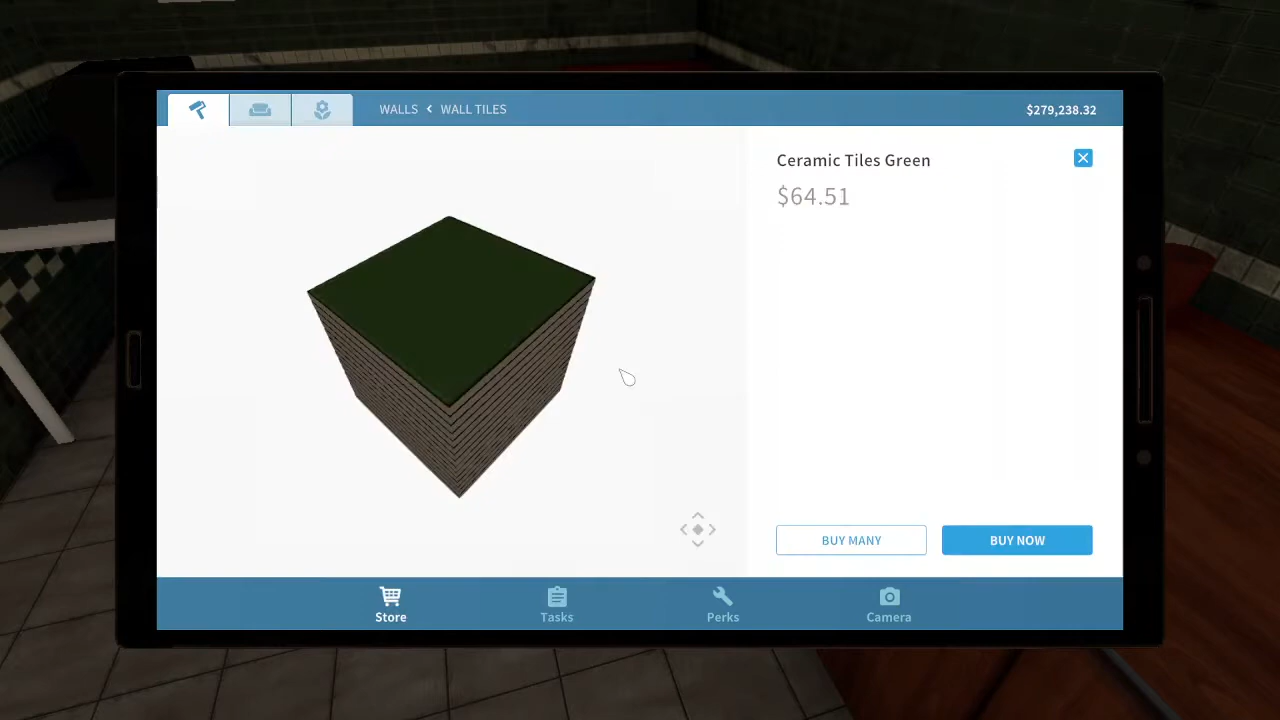 WALLS < WALL TILES
$279,238.32
Ceramic Tiles Green
$64.51
BUY MANY
BUY NOW
Store
Tasks
Perks
Camera